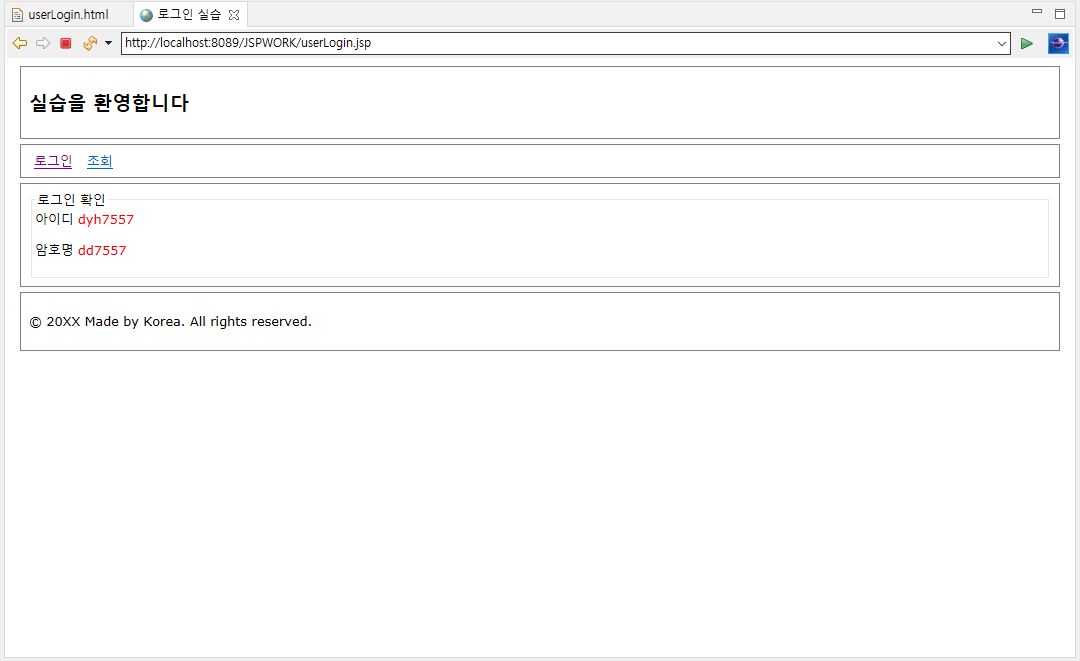 userLogin.html 로그인 실습
http://localhost:8089/JSPWORK/userLogin.jsp
실습을 환영합니다
로그인 조회
로그인 확인
아이디 dyh7557
암호명 dd7557
© 20XX Made by Korea. All rights reserved.